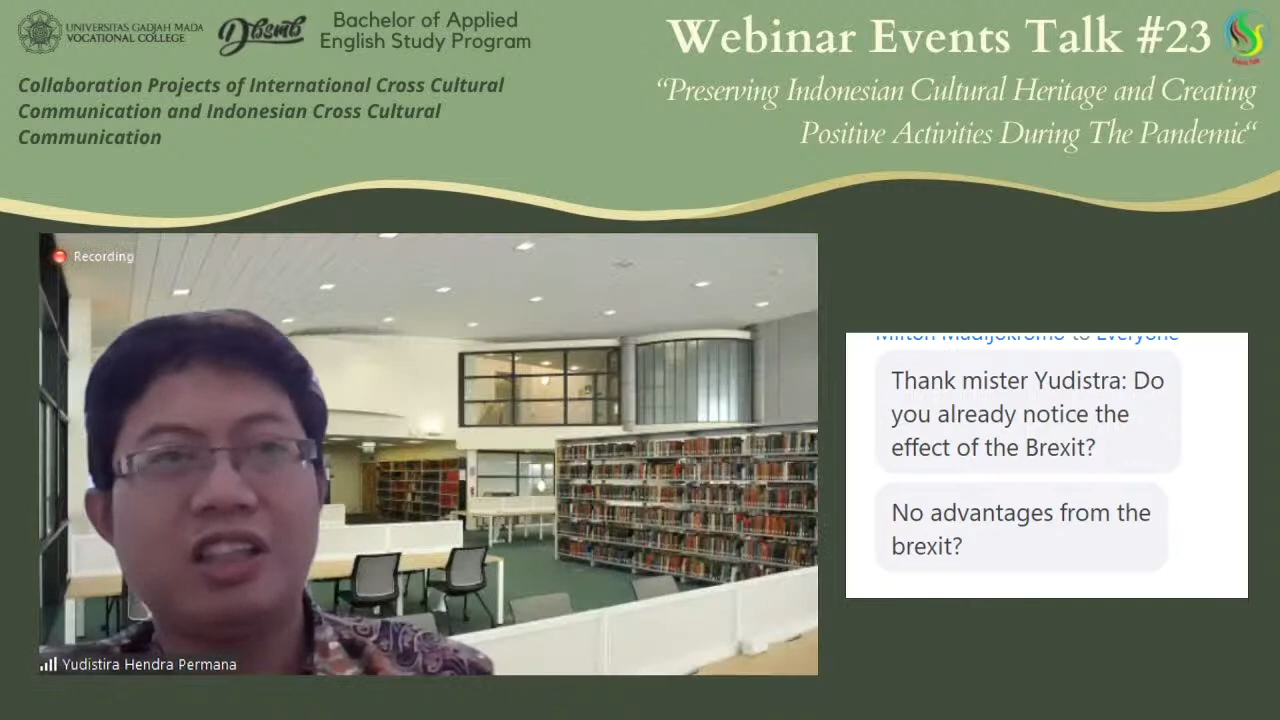 UNIVERSITAS GADJAH MADA
VOCATIONAL COLLEGE
Dbsmb
Bachelor of Applied
English Study Program
Collaboration Projects of International Cross Cultural
Communication and Indonesian Cross Cultural
Communication
Webinar Events Talk #23
“Preserving Indonesian Cultural Heritage and Creating
Positive Activities During The Pandemic“
Recording
Yudistira Hendra Permana
to Everyone
Thank mister Yudistra: Do
you already notice the
effect of the Brexit?
No advantages from the
brexit?